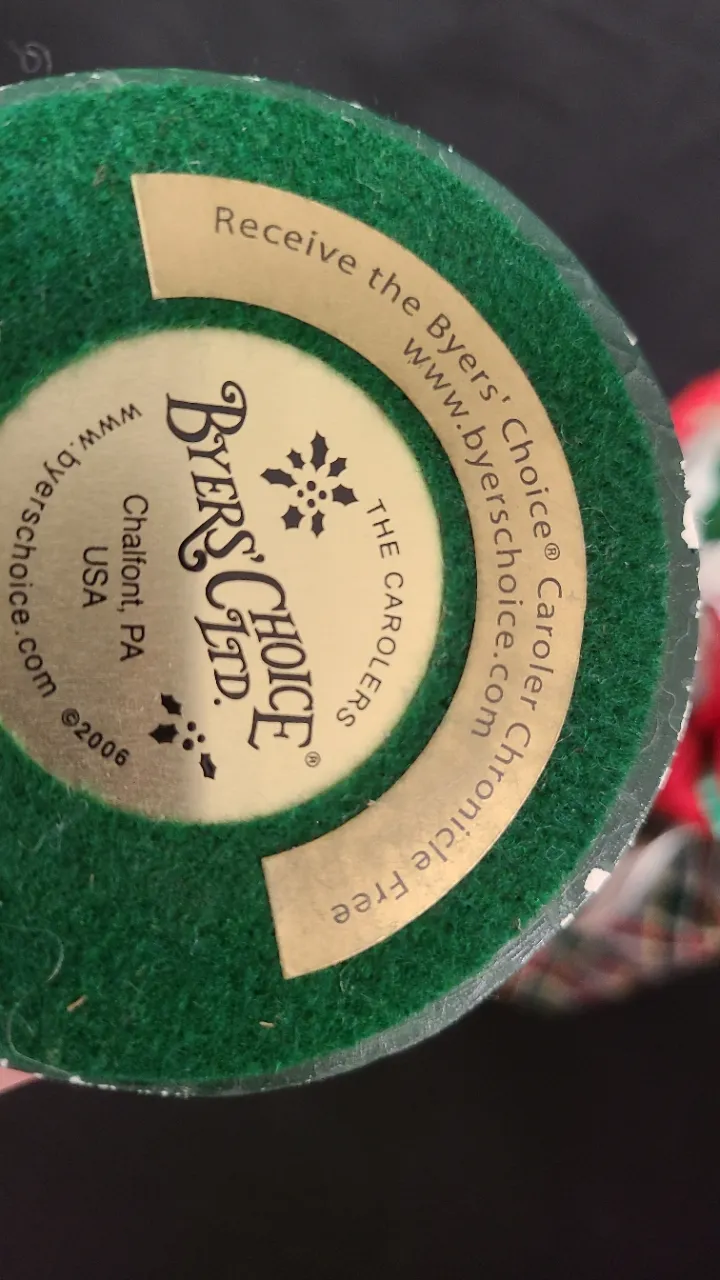 Receive the Byers' Choice® Caroler Chronicle Free
www.byerschoice.com
THE CAROLERS
BYERS' CHOICE®
LTD.
Chalfont, PA
USA
www.byerschoice.com ©2006